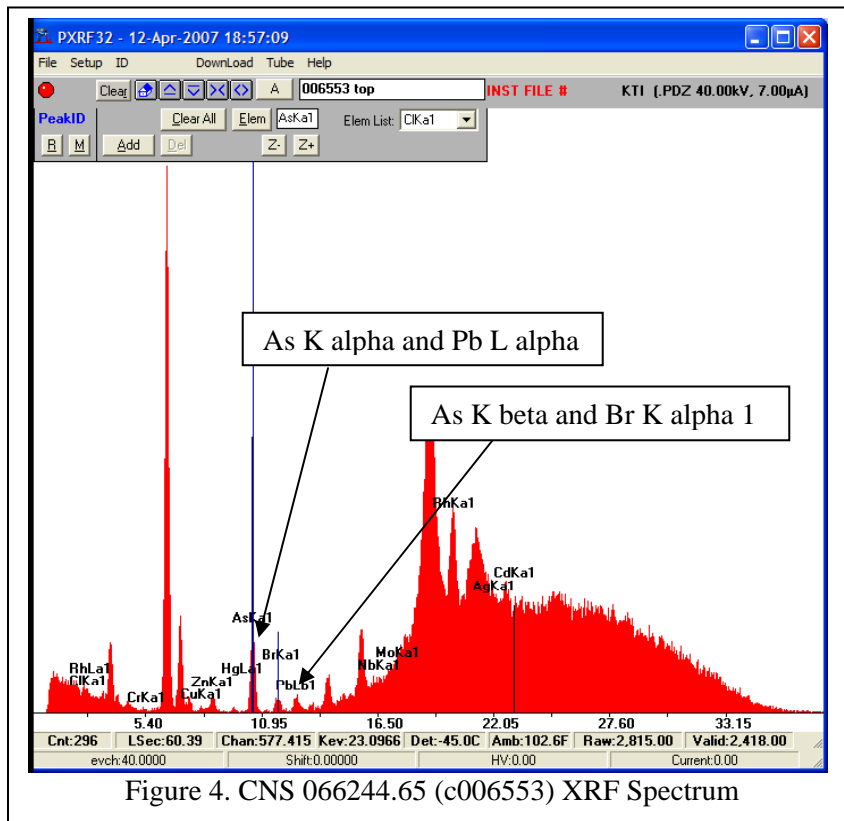 PXRF32 - 12-Apr-2007 18:57:09
File Setup ID DownLoad Tube Help
Clear A 006553 top INST FILE # KTI (.PDZ 40.00kV, 7.00µA)
PeakID Clear All Elem AsKa1 Elem List: ClKa1
R M Add Del Z- Z+
As K alpha and Pb L alpha
As K beta and Br K alpha 1
RhKa1
CdKa1
AgKa1
AsKa1
BrKa1
MoKa1
RhLa1
HgLa1
NbKa1
ClKa1
ZnKa1
PbLb1
CrKa1
CuKa1
5.40 10.95 16.50 22.05 27.60 33.15
Cnt:296 LSec:60.39 Chan:577.415 Kev:23.0966 Det:-45.0C Amb:102.6F Raw:2,815.00 Valid:2,418.00
evch:40.0000 Shift:0.00000 HV:0.00 Current:0.00
Figure 4. CNS 066244.65 (c006553) XRF Spectrum